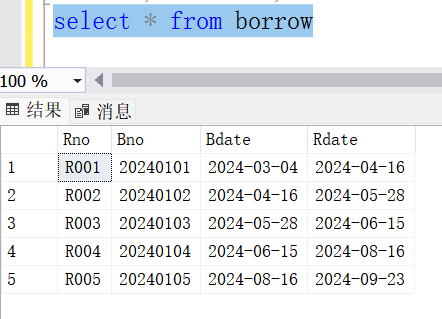 select * from borrow
100 %
结果 消息
Rno Bno Bdate Rdate
1 R001 20240101 2024-03-04 2024-04-16
2 R002 20240102 2024-04-16 2024-05-28
3 R003 20240103 2024-05-28 2024-06-15
4 R004 20240104 2024-06-15 2024-08-16
5 R005 20240105 2024-08-16 2024-09-23